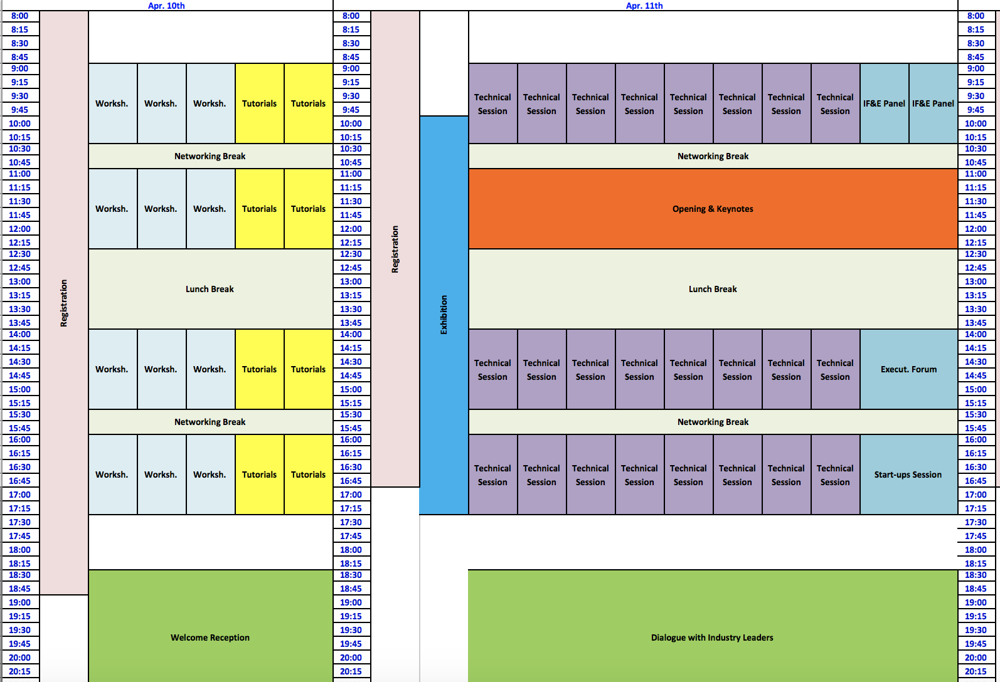 Apr. 10th Apr. 11th
8:00 8:00 8:00
8:15 8:15 8:15
8:30 8:30 8:30
8:45 8:45 8:45
9:00 9:00 9:00
9:15 9:15 9:15
9:30 9:30 Technical Technical Technical Technical Technical Technical Technical Technical 9:30
Worksh. Worksh. Worksh. Tutorials Tutorials IF&E Panel IF&E Panel
9:45 9:45 Session Session Session Session Session Session Session Session 9:45
10:00 10:00 10:00
10:15 10:15 10:15
10:30 10:30 10:30
Networking Break Networking Break
10:45 10:45 10:45
11:00 11:00 11:00
11:15 11:15 11:15
11:30 11:30 11:30
Worksh. Worksh. Worksh. Tutorials Tutorials Opening & Keynotes
11:45 11:45 11:45
12:00 12:00 12:00
12:15 12:15 12:15
Registration
12:30 12:30 12:30
12:45 12:45 12:45
13:00 13:00 13:00
Lunch Break Lunch Break
13:15 13:15 13:15
Registration
13:30 13:30 13:30
Exhibition
13:45 13:45 13:45
14:00 14:00 14:00
14:15 14:15 14:15
14:30 14:30 Technical Technical Technical Technical Technical Technical Technical Technical 14:30
Worksh. Worksh. Worksh. Tutorials Tutorials Execut. Forum
14:45 14:45 Session Session Session Session Session Session Session Session 14:45
15:00 15:00 15:00
15:15 15:15 15:15
15:30 15:30 15:30
Networking Break Networking Break
15:45 15:45 15:45
16:00 16:00 16:00
16:15 16:15 16:15
16:30 16:30 Technical Technical Technical Technical Technical Technical Technical Technical 16:30
Worksh. Worksh. Worksh. Tutorials Tutorials Start-ups Session
16:45 16:45 Session Session Session Session Session Session Session Session 16:45
17:00 17:00 17:00
17:15 17:15 17:15
17:30 17:30 17:30
17:45 17:45 17:45
18:00 18:00 18:00
18:15 18:15 18:15
18:30 18:30 18:30
18:45 18:45 18:45
19:00 19:00 19:00
19:15 19:15 19:15
19:30 19:30 19:30
Welcome Reception Dialogue with Industry Leaders
19:45 19:45 19:45
20:00 20:00 20:00
20:15 20:15 20:15